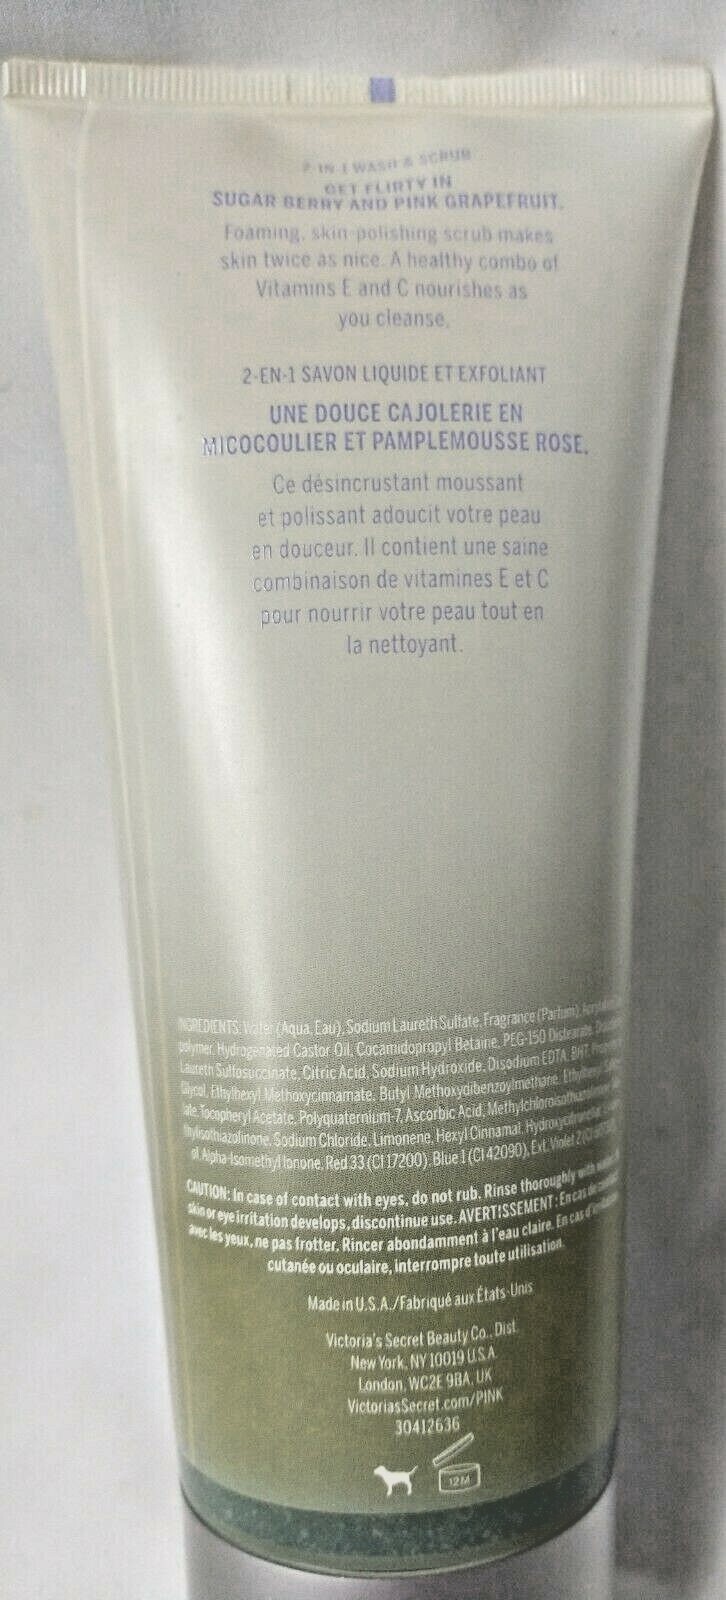 2-IN-1 WASH & SCRUB
GET FLIRTY IN
SUGAR BERRY AND PINK GRAPEFRUIT.
Foaming, skin-polishing scrub makes
skin twice as nice. A healthy combo of
Vitamins E and C nourishes as
you cleanse.
2-EN-1 SAVON LIQUIDE ET EXFOLIANT
UNE DOUCE CAJOLERIE EN
MICOCOULIER ET PAMPLEMOUSSE ROSE.
Ce désincrustant moussant
et polissant adoucit votre peau
en douceur. Il contient une saine
combinaison de vitamines E et C
pour nourrir votre peau tout en
la nettoyant.
INGREDIENTS: Water (Aqua, Eau), Sodium Laureth Sulfate, Fragrance (Parfum),
polymer, Hydrogenated Castor Oil, Cocamidopropyl Betaine, PEG-150 Distearate,
Laureth Sulfosuccinate, Citric Acid, Sodium Hydroxide, Disodium EDTA, BHT,
Glycol, Ethylhexyl Methoxycinnamate, Butyl Methoxydibenzoylmethane, Ethylhexyl
late, Tocopheryl Acetate, Polyquaternium-7, Ascorbic Acid,
thylisothiazolinone, Sodium Chloride, Limonene, Hexyl Cinnamal,
ol, Alpha-Isomethyl Ionone, Red 33 (CI 17200), Blue 1 (CI 42090), Ext. Violet 2
CAUTION: In case of contact with eyes, do not rub. Rinse thoroughly with
skin or eye irritation develops, discontinue use. AVERTISSEMENT: En cas de
avec les yeux, ne pas frotter. Rincer abondamment à l'eau claire. En cas
cutanée ou oculaire, interrompre toute utilisation.
Made in U.S.A./Fabriqué aux États-Unis
Victoria's Secret Beauty Co., Dist.
New York, NY 10019 U.S.A
London, WC2E 9BA, UK
VictoriasSecret.com/PINK
30412636
12M